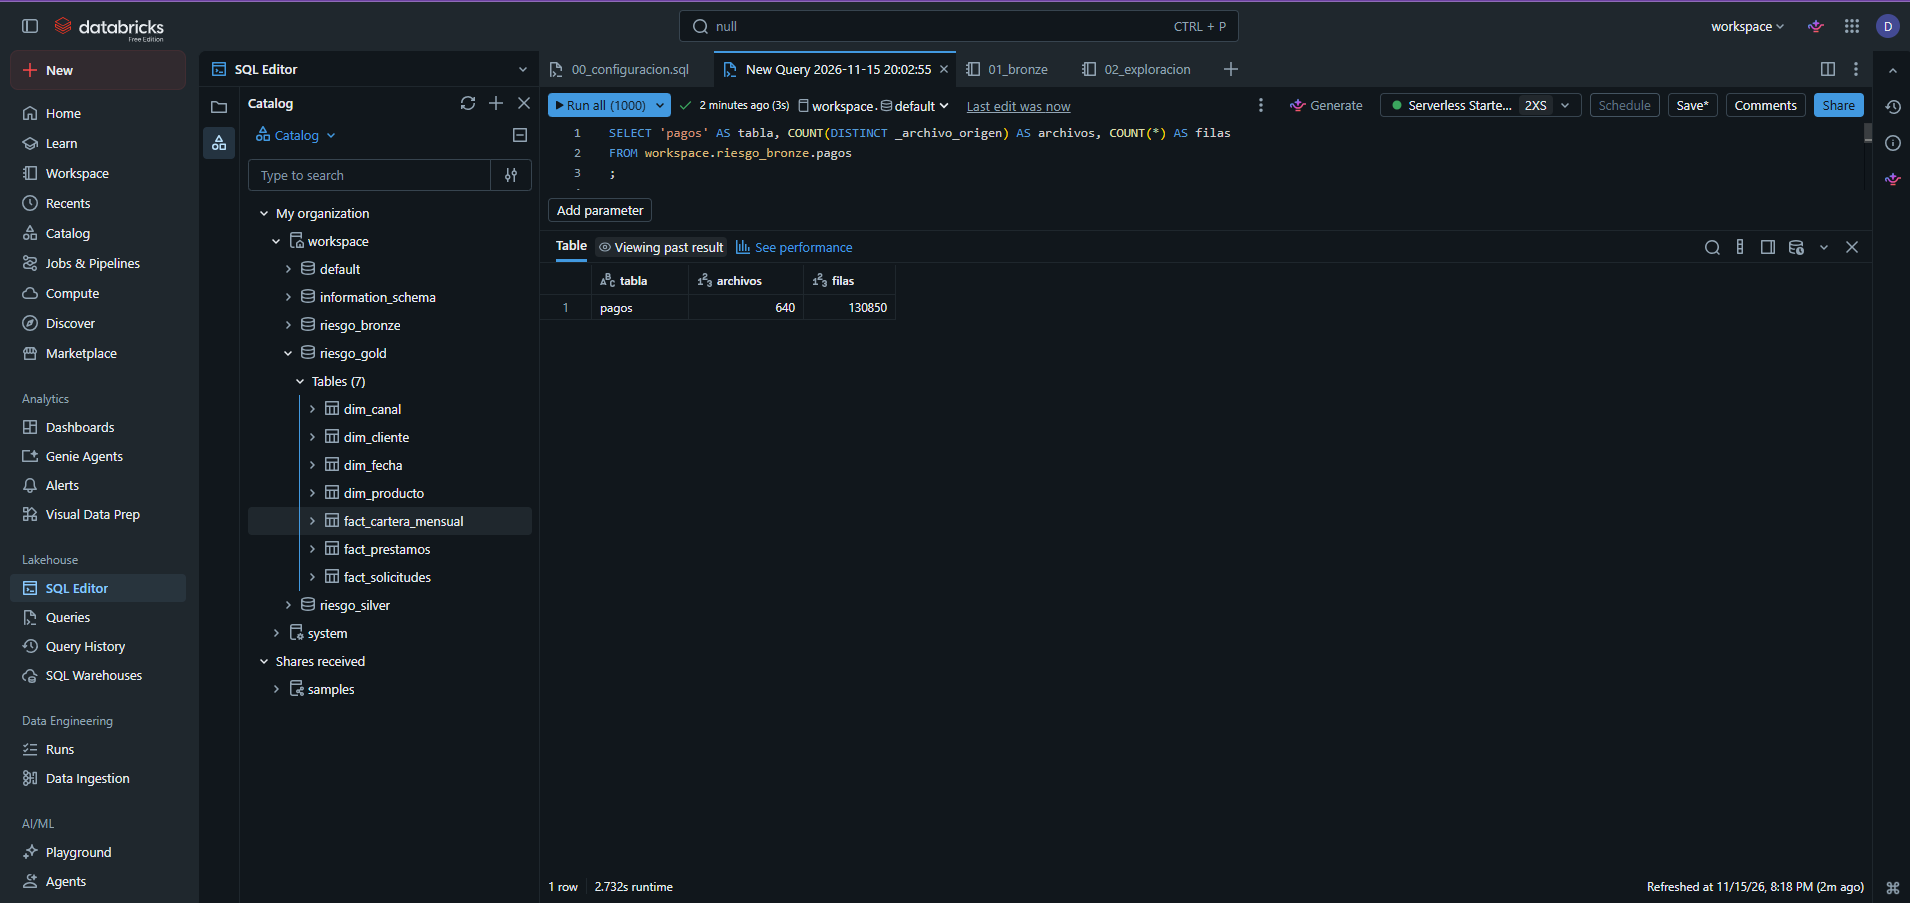 databricks
Free Edition
null
CTRL + P
workspace
D
New
Home
Learn
Workspace
Recents
Catalog
Jobs & Pipelines
Compute
Discover
Marketplace
Analytics
Dashboards
Genie Agents
Alerts
Visual Data Prep
Lakehouse
SQL Editor
Queries
Query History
SQL Warehouses
Data Engineering
Runs
Data Ingestion
AI/ML
Playground
Agents
SQL Editor
Catalog
Catalog
Type to search
My organization
workspace
default
information_schema
riesgo_bronze
riesgo_gold
Tables (7)
dim_canal
dim_cliente
dim_fecha
dim_producto
fact_cartera_mensual
fact_prestamos
fact_solicitudes
riesgo_silver
system
Shares received
samples
00_configuracion.sql
New Query 2026-11-15 20:02:55
01_bronze
02_exploracion
Run all (1000)
2 minutes ago (3s)
workspace.
default
Last edit was now
Generate
Serverless Starte...
2XS
Schedule
Save*
Comments
Share
1 SELECT 'pagos' AS tabla, COUNT(DISTINCT _archivo_origen) AS archivos, COUNT(*) AS filas
2 FROM workspace.riesgo_bronze.pagos
3 ;
Add parameter
Table
Viewing past result
See performance
tabla archivos filas
1 pagos 640 130850
1 row
2.732s runtime
Refreshed at 11/15/26, 8:18 PM (2m ago)